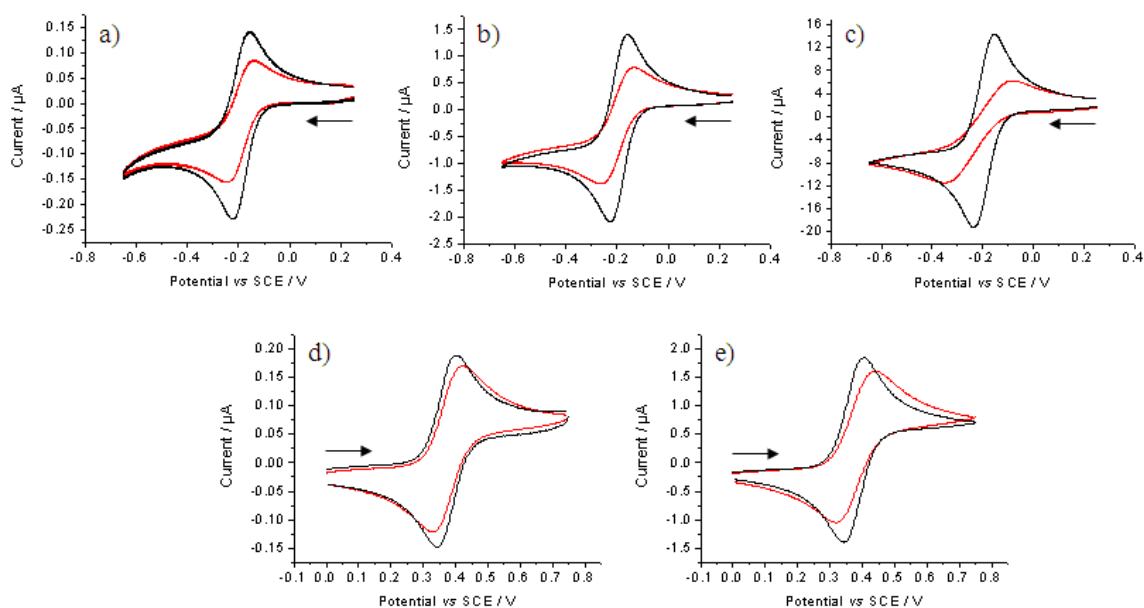 a)
0.15
0.10
0.05
0.00
-0.05
-0.10
-0.15
-0.20
-0.25
Current / µA
-0.8 -0.6 -0.4 -0.2 0.0 0.2 0.4
Potential vs SCE / V
b)
2.0
1.5
1.0
0.5
0.0
-0.5
-1.0
-1.5
-2.0
-2.5
Current / µA
-0.8 -0.6 -0.4 -0.2 0.0 0.2 0.4
Potential vs SCE / V
c)
16
12
8
4
0
-4
-8
-12
-16
-20
Current / µA
-0.8 -0.6 -0.4 -0.2 0.0 0.2 0.4
Potential vs SCE / V
d)
0.20
0.15
0.10
0.05
0.00
-0.05
-0.10
-0.15
Current / µA
-0.1 0.0 0.1 0.2 0.3 0.4 0.5 0.6 0.7 0.8
Potential vs SCE / V
e)
2.0
1.5
1.0
0.5
0.0
-0.5
-1.0
-1.5
Current / µA
-0.1 0.0 0.1 0.2 0.3 0.4 0.5 0.6 0.7 0.8
Potential vs SCE / V